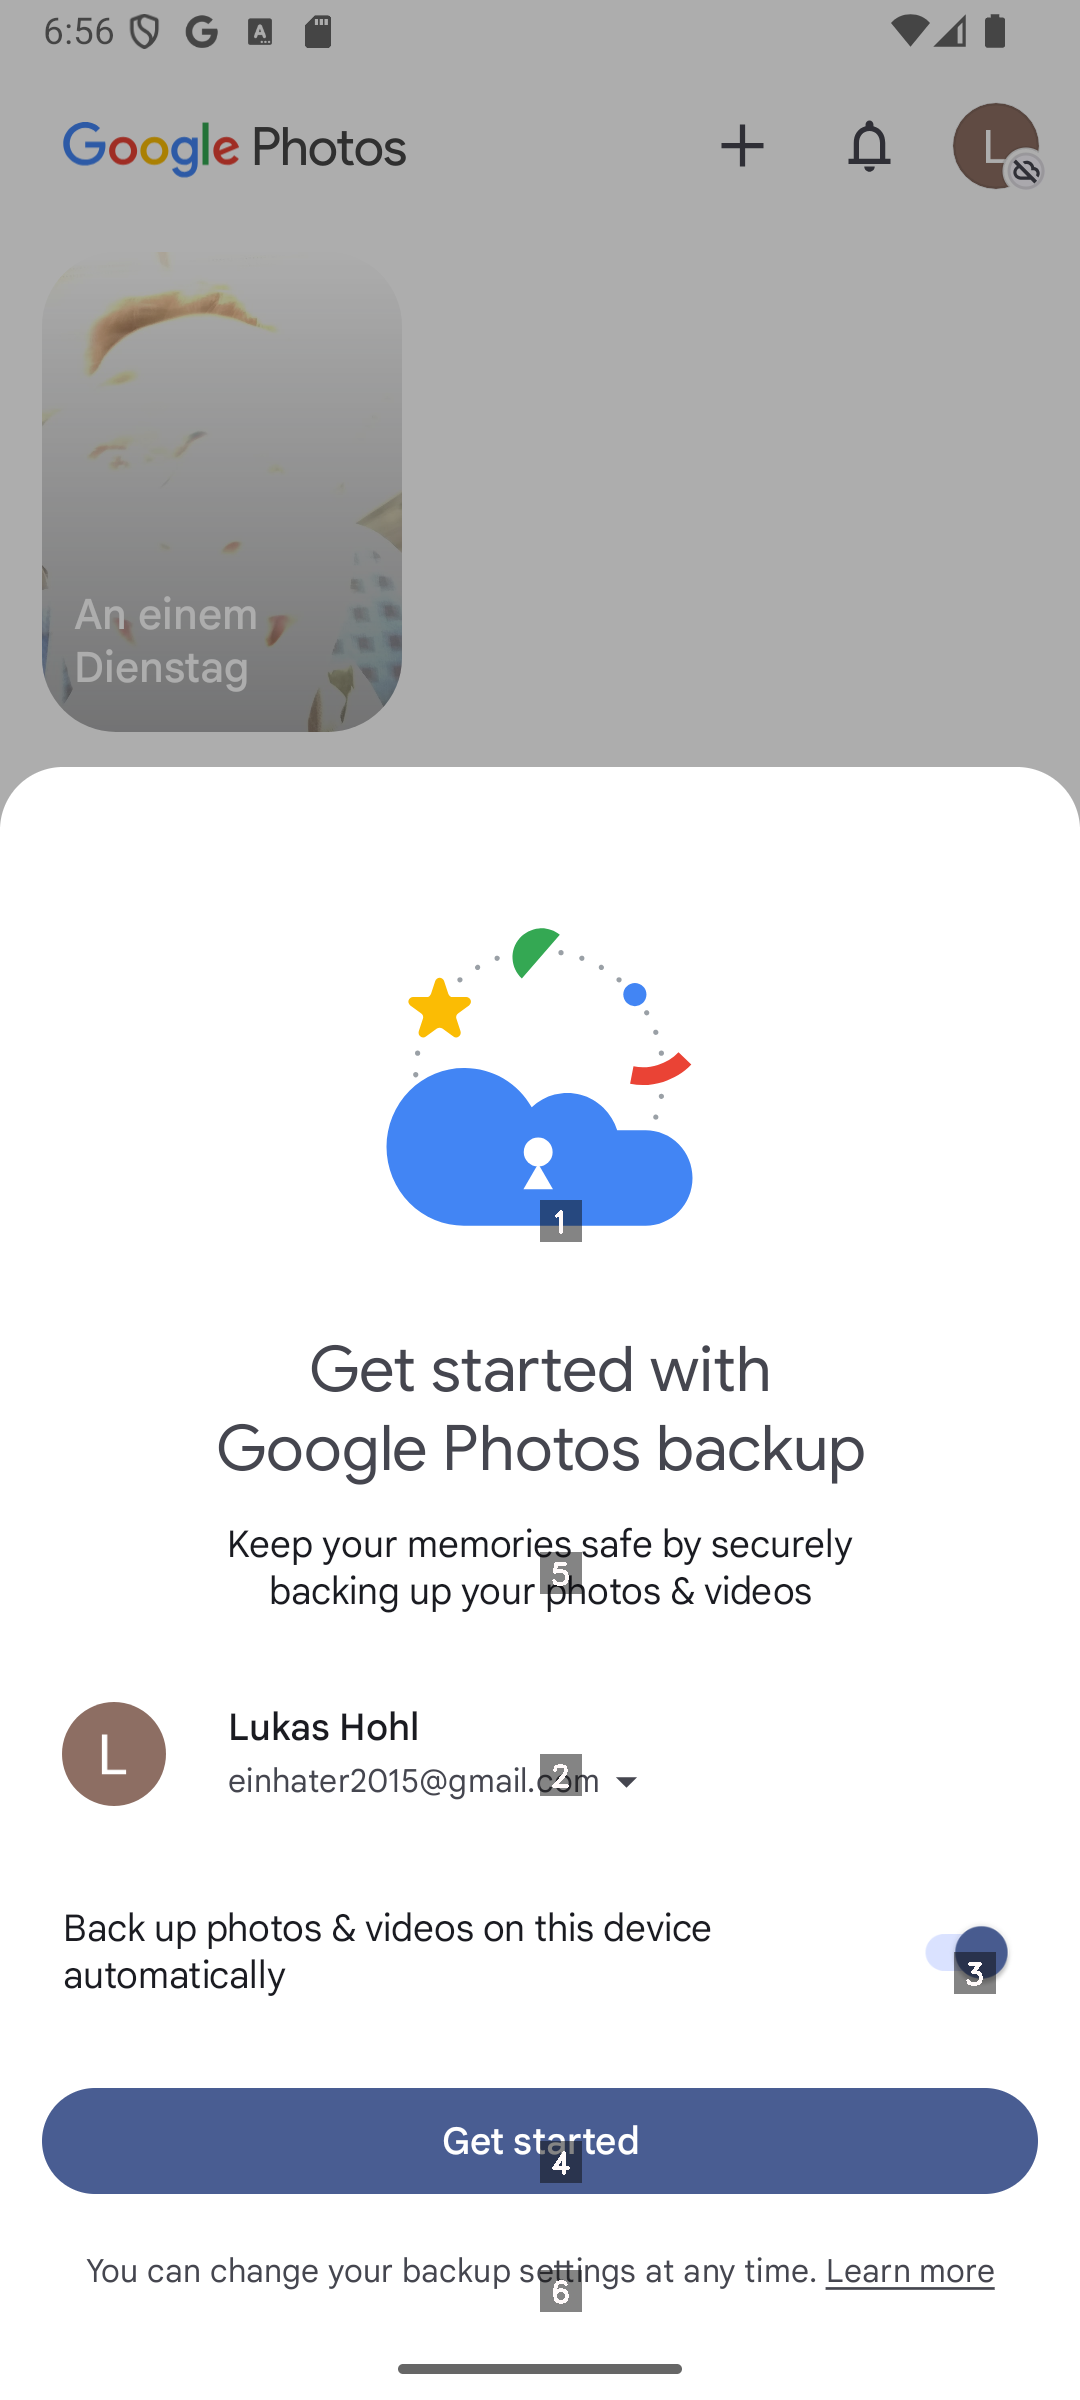 6:56
Google Photos
L
An einem
Dienstag
1
Get started with
Google Photos backup
Keep your memories safe by securely
5
backing up your photos & videos
L
Lukas Hohl
einhater2015@gmail.com
2
Back up photos & videos on this device
automatically
3
Get started
4
You can change your backup settings at any time. Learn more
6